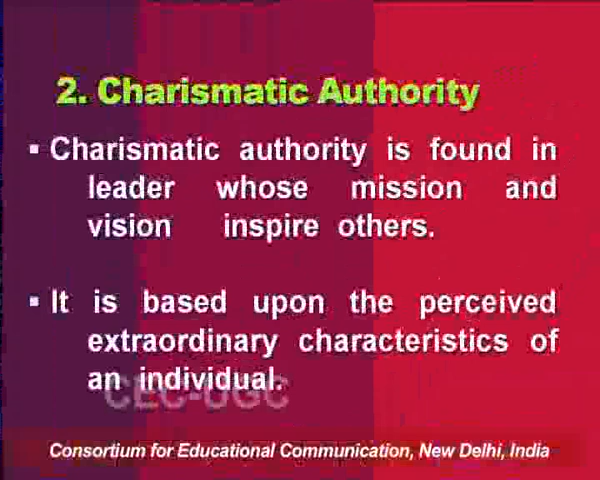 2. Charismatic Authority
▪ Charismatic authority is found in
leader whose mission and
vision inspire others.
▪ It is based upon the perceived
extraordinary characteristics of
an individual.
CEC-UGC
Consortium for Educational Communication, New Delhi, India